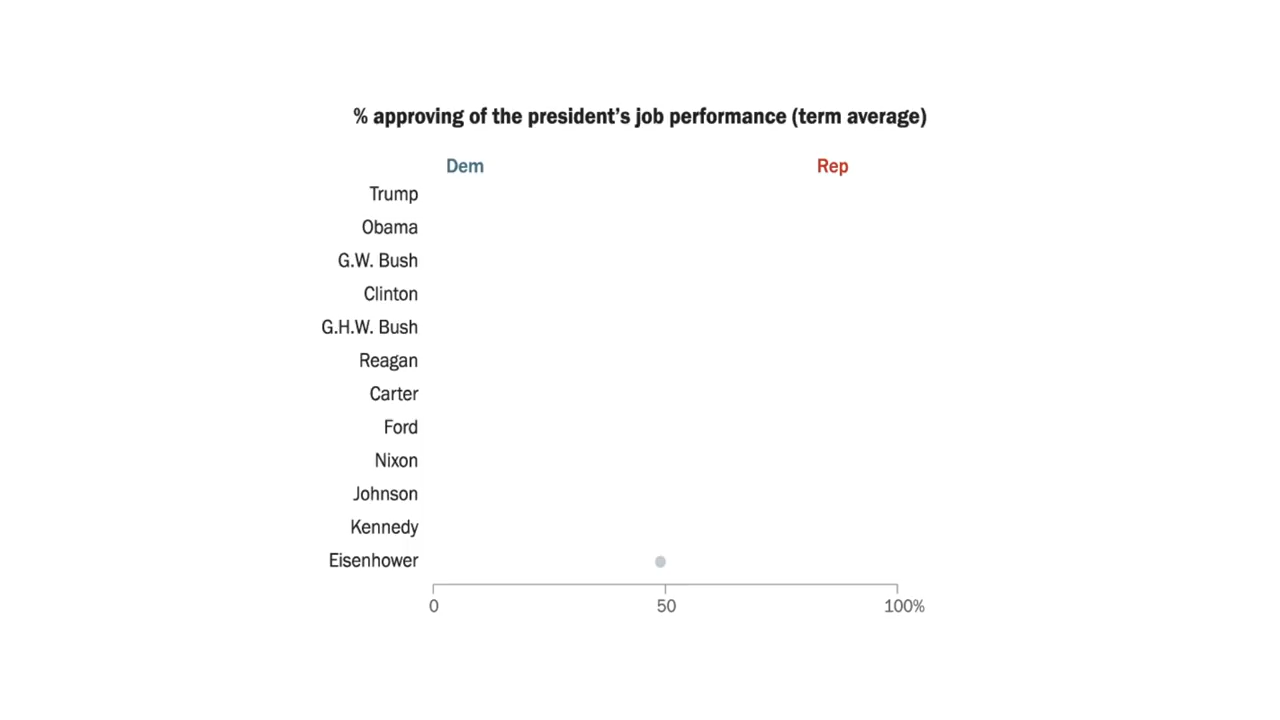 % approving of the president’s job performance (term average)
Dem Rep
Trump
Obama
G.W. Bush
Clinton
G.H.W. Bush
Reagan
Carter
Ford
Nixon
Johnson
Kennedy
Eisenhower
0 50 100%